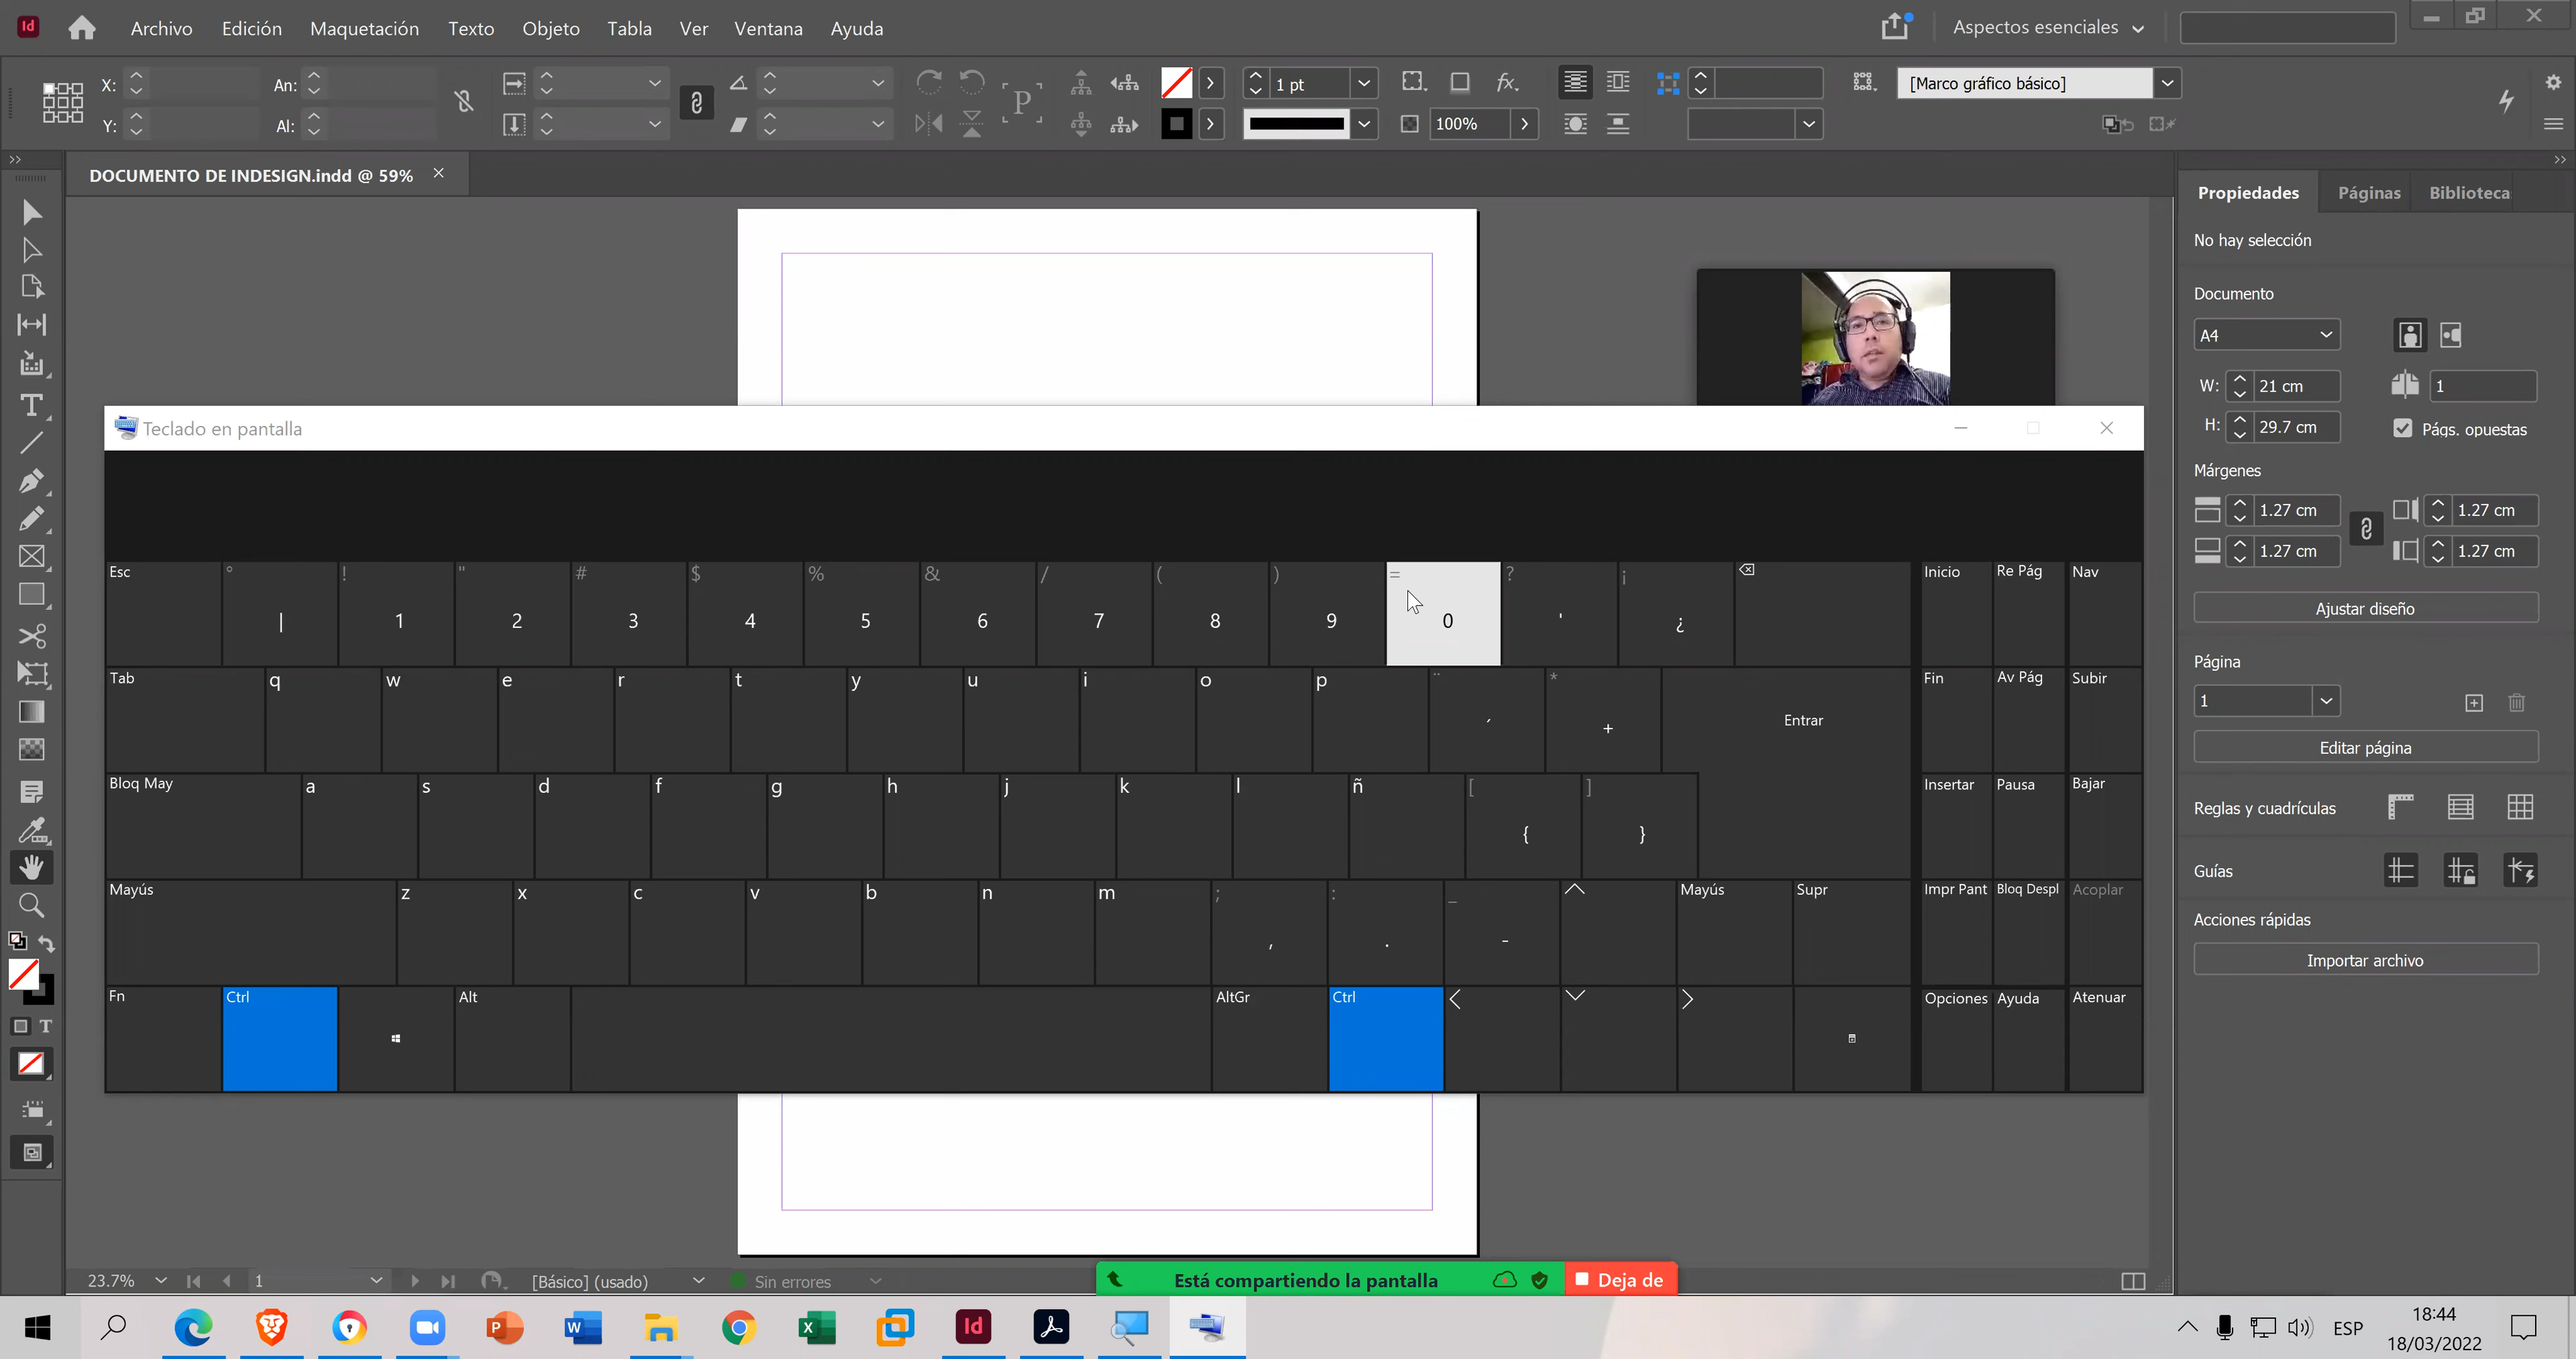 Id Archivo Edición Maquetación Texto Objeto Tabla Ver Ventana Ayuda Aspectos esenciales
X: An: 1 pt fx. [Marco gráfico básico]
Y: Al: 100%
DOCUMENTO DE INDESIGN.indd @ 59% ×
Propiedades Páginas Biblioteca
No hay selección
Documento
A4
W: 21 cm 1
H: 29.7 cm Págs. opuestas
Márgenes
1.27 cm 1.27 cm
1.27 cm 1.27 cm
Ajustar diseño
Página
1
Editar página
Reglas y cuadrículas
Guías
Acciones rápidas
Importar archivo
Teclado en pantalla
Esc ° | ! 1 " 2 # 3 $ 4 % 5 & 6 / 7 ( 8 ) 9 = 0 ? ' ¡ ¿ Inicio Re Pág Nav
Tab q w e r t y u i o p ¨ ´ * + Entrar Fin Av Pág Subir
Bloq May a s d f g h j k l ñ [ { ] } Insertar Pausa Bajar
Mayús z x c v b n m ; , : . _ - Mayús Supr Impr Pant Bloq Despl Acoplar
Fn Ctrl Alt AltGr Ctrl Opciones Ayuda Atenuar
23.7% 1 [Básico] (usado) Sin errores
Está compartiendo la pantalla Deja de
ESP
18:44
18/03/2022